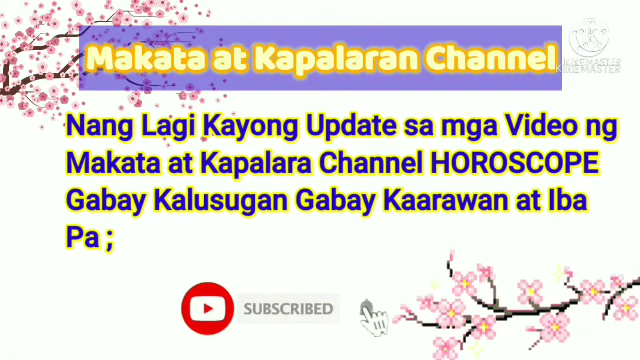 Makata at Kapalaran Channel
KINEMASTER
KINEMASTER
Nang Lagi Kayong Update sa mga Video ng
Makata at Kapalara Channel HOROSCOPE
Gabay Kalusugan Gabay Kaarawan at Iba
Pa ;
SUBSCRIBED